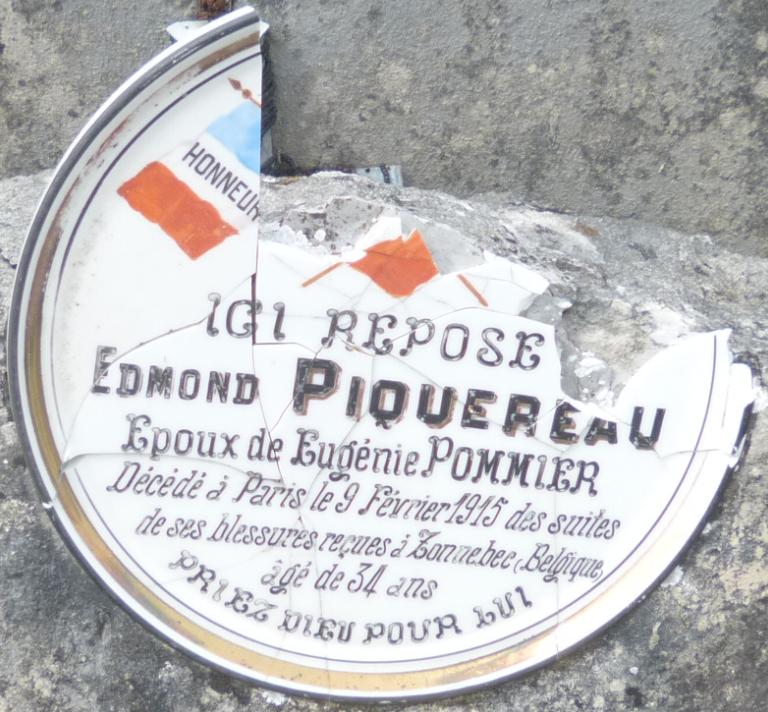 HONNEUR
ICI REPOSE
EDMOND PIQUEREAU
Epoux de Eugénie POMMIER
Décédé à Paris le 9 Février 1915 des suites
de ses blessures reçues à Zonnebec (Belgique)
âgé de 34 ans
PRIEZ DIEU POUR LUI